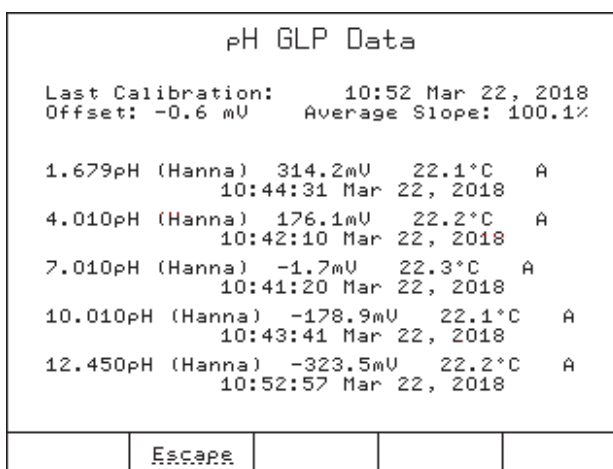 pH GLP Data
Last Calibration: 10:52 Mar 22, 2018
Offset: -0.6 mV Average Slope: 100.1%
1.679pH (Hanna) 314.2mV 22.1°C A
10:44:31 Mar 22, 2018
4.010pH (Hanna) 176.1mV 22.2°C A
10:42:10 Mar 22, 2018
7.010pH (Hanna) -1.7mV 22.3°C A
10:41:20 Mar 22, 2018
10.010pH (Hanna) -178.9mV 22.1°C A
10:43:41 Mar 22, 2018
12.450pH (Hanna) -323.5mV 22.2°C A
10:52:57 Mar 22, 2018
Escape